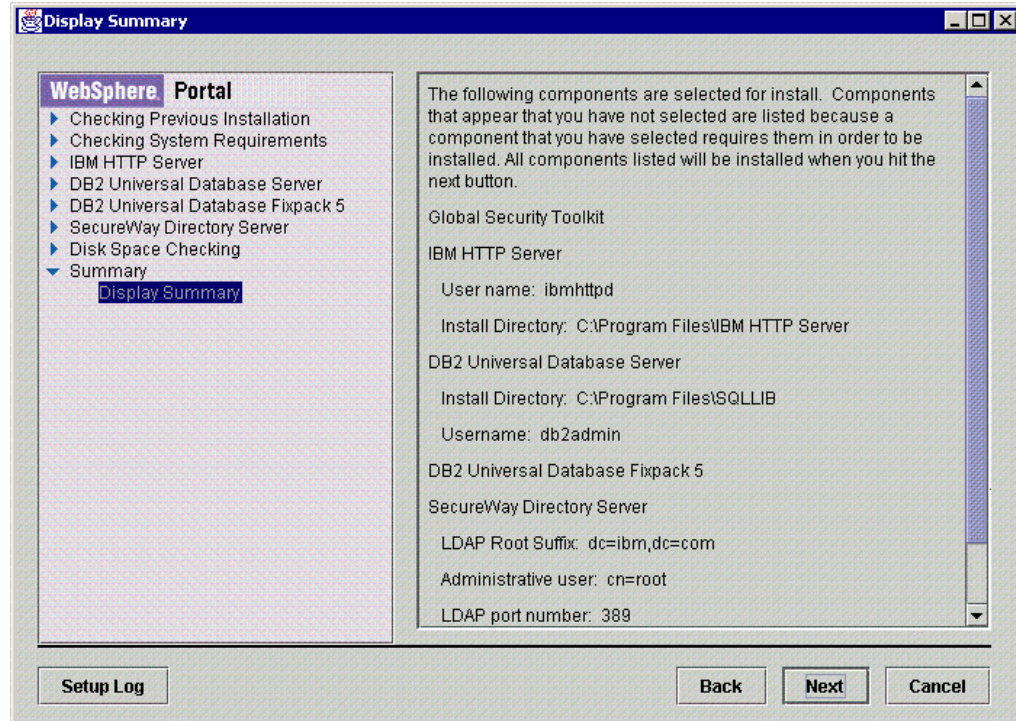 Display Summary
WebSphere Portal
Checking Previous Installation
Checking System Requirements
IBM HTTP Server
DB2 Universal Database Server
DB2 Universal Database Fixpack 5
SecureWay Directory Server
Disk Space Checking
Summary
Display Summary
The following components are selected for install. Components
that appear that you have not selected are listed because a
component that you have selected requires them in order to be
installed. All components listed will be installed when you hit the
next button.
Global Security Toolkit
IBM HTTP Server
User name: ibmhttpd
Install Directory: C:\Program Files\IBM HTTP Server
DB2 Universal Database Server
Install Directory: C:\Program Files\SQLLIB
Username: db2admin
DB2 Universal Database Fixpack 5
SecureWay Directory Server
LDAP Root Suffix: dc=ibm,dc=com
Administrative user: cn=root
LDAP port number: 389
Setup Log
Back
Next
Cancel